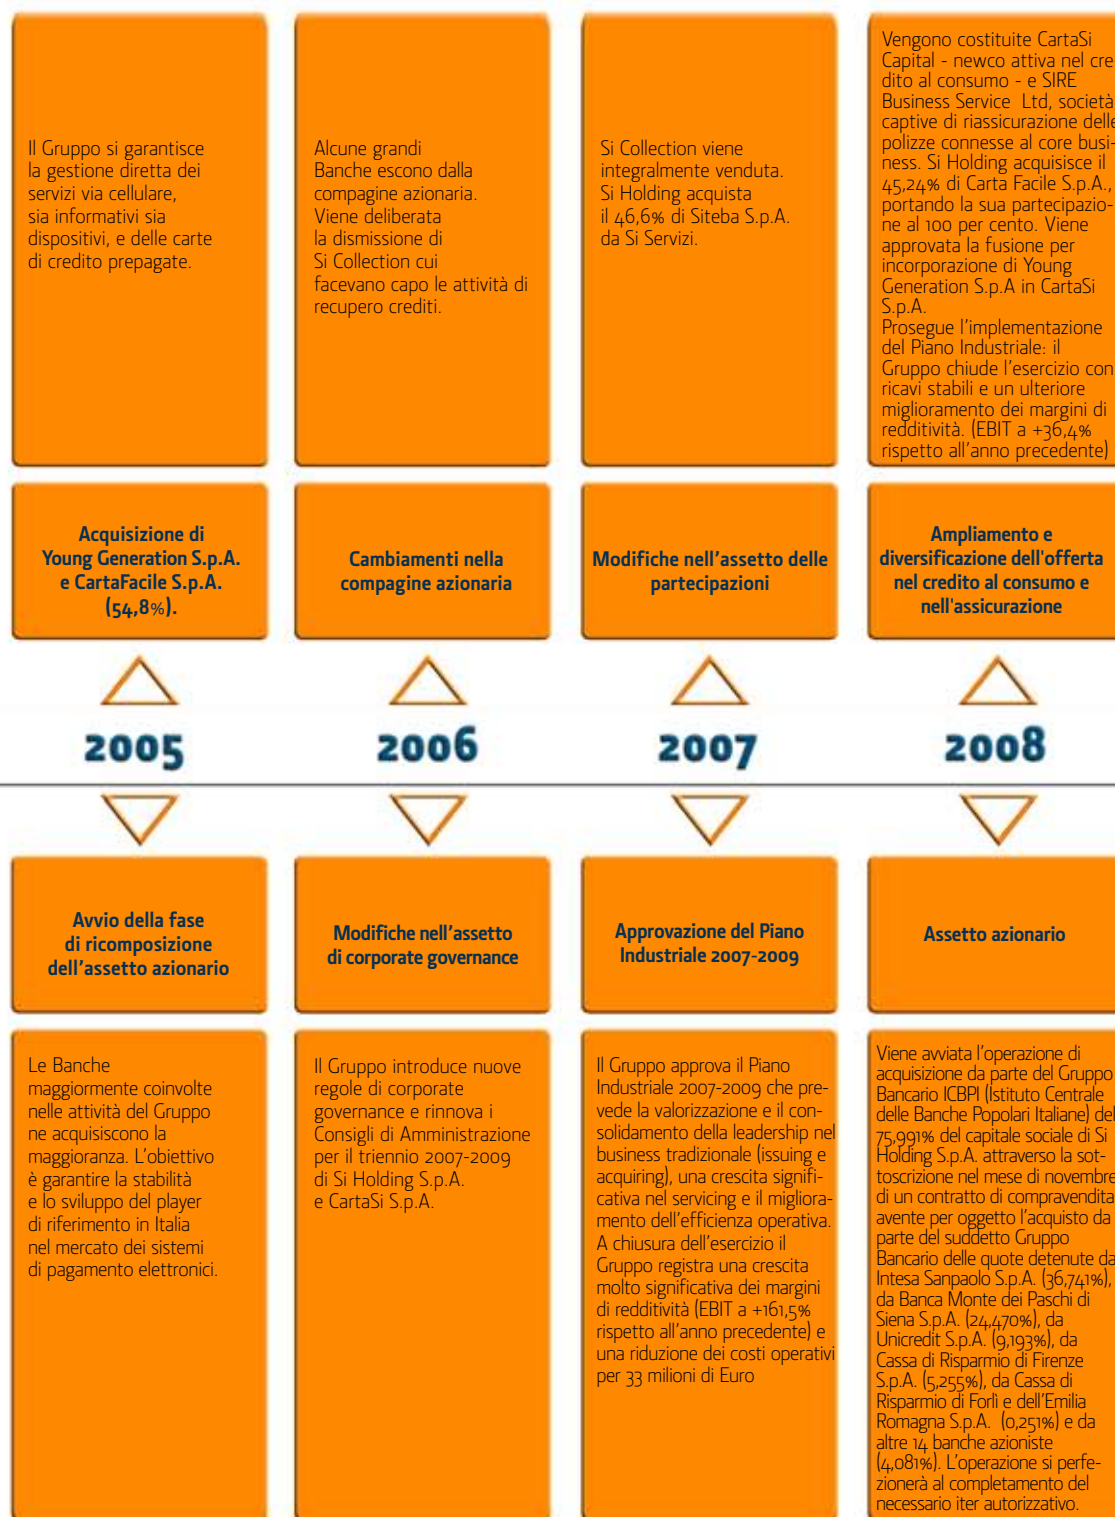 Il Gruppo si garantisce
la gestione diretta dei
servizi via cellulare,
sia informativi sia
dispositivi, e delle carte
di credito prepagate.
Alcune grandi
Banche escono dalla
compagine azionaria.
Viene deliberata
la dismissione di
Si Collection cui
facevano capo le attività di
recupero crediti.
Si Collection viene
integralmente venduta.
Si Holding acquista
il 46,6% di Siteba S.p.A.
da Si Servizi.
Vengono costituite CartaSi
Capital - newco attiva nel cre-
dito al consumo - e SIRE
Business Service Ltd, società
captive di riassicurazione delle
polizze connesse al core busi-
ness. Si Holding acquisisce il
45,24% di Carta Facile S.p.A.,
portando la sua partecipazio-
ne al 100 per cento. Viene
approvata la fusione per
incorporazione di Young
Generation S.p.A in CartaSi
S.p.A.
Prosegue l'implementazione
del Piano Industriale: il
Gruppo chiude l'esercizio con
ricavi stabili e un ulteriore
miglioramento dei margini di
redditività. (EBIT a +36,4%
rispetto all'anno precedente)
Acquisizione di
Young Generation S.p.A.
e CartaFacile S.p.A.
(54,8%).
Cambiamenti nella
compagine azionaria
Modifiche nell'assetto delle
partecipazioni
Ampliamento e
diversificazione dell'offerta
nel credito al consumo e
nell'assicurazione
2005
2006
2007
2008
Avvio della fase
di ricomposizione
dell'assetto azionario
Modifiche nell'assetto
di corporate governance
Approvazione del Piano
Industriale 2007-2009
Assetto azionario
Le Banche
maggiormente coinvolte
nelle attività del Gruppo
ne acquisiscono la
maggioranza. L'obiettivo
è garantire la stabilità
e lo sviluppo del player
di riferimento in Italia
nel mercato dei sistemi
di pagamento elettronici.
Il Gruppo introduce nuove
regole di corporate
governance e rinnova i
Consigli di Amministrazione
per il triennio 2007-2009
di Si Holding S.p.A.
e CartaSi S.p.A.
Il Gruppo approva il Piano
Industriale 2007-2009 che pre-
vede la valorizzazione e il con-
solidamento della leadership nel
business tradizionale (issuing e
acquiring), una crescita signifi-
cativa nel servicing e il migliora-
mento dell'efficienza operativa.
A chiusura dell'esercizio il
Gruppo registra una crescita
molto significativa dei margini
di redditività (EBIT a +161,5%
rispetto all'anno precedente) e
una riduzione dei costi operativi
per 33 milioni di Euro
Viene avviata l'operazione di
acquisizione da parte del Gruppo
Bancario ICBPI (Istituto Centrale
delle Banche Popolari Italiane) del
75,991% del capitale sociale di Si
Holding S.p.A. attraverso la sot-
toscrizione nel mese di novembre
di un contratto di compravendita
avente per oggetto l'acquisto da
parte del suddetto Gruppo
Bancario delle quote detenute da
Intesa Sanpaolo S.p.A. (36,741%),
da Banca Monte dei Paschi di
Siena S.p.A. (24,470%), da
Unicredit S.p.A. (9,193%), da
Cassa di Risparmio di Firenze
S.p.A. (5,255%), da Cassa di
Risparmio di Forlì e dell'Emilia
Romagna S.p.A. (0,251%) e da
altre 14 banche azioniste
(4,081%). L'operazione si perfe-
zionerà al completamento del
necessario iter autorizzativo.